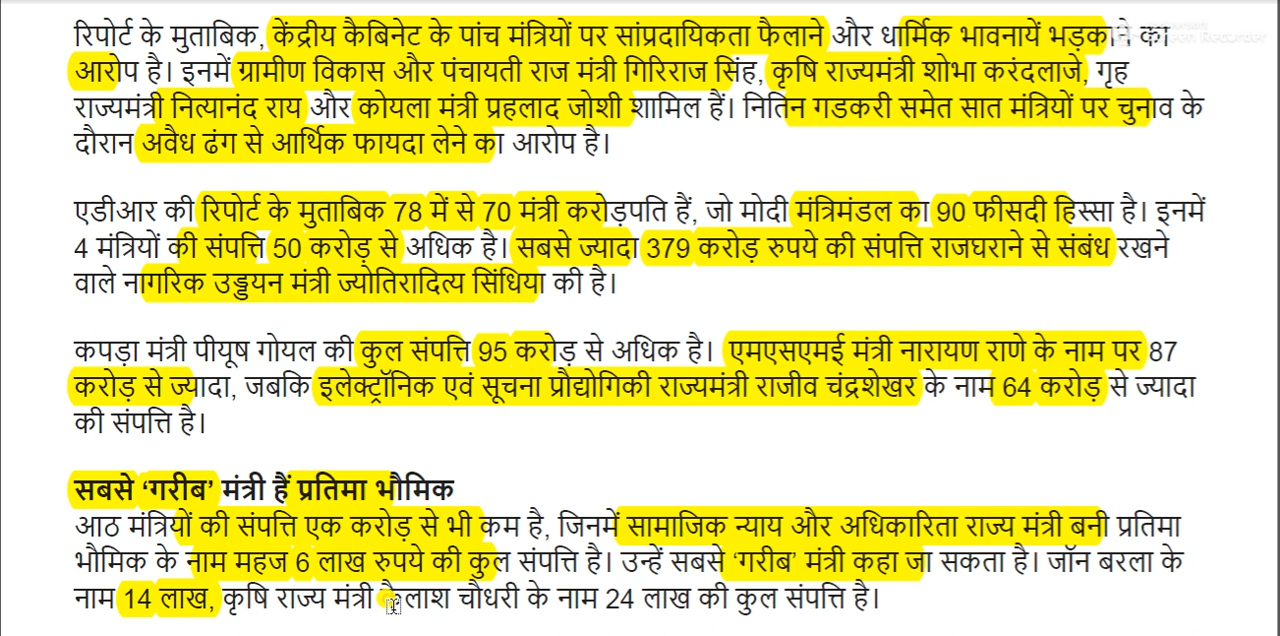 रिपोर्ट के मुताबिक, केंद्रीय कैबिनेट के पांच मंत्रियों पर सांप्रदायिकता फैलाने और धार्मिक भावनायें भड़काने का
आरोप है। इनमें ग्रामीण विकास और पंचायती राज मंत्री गिरिराज सिंह, कृषि राज्यमंत्री शोभा करंदलाजे, गृह
राज्यमंत्री नित्यानंद राय और कोयला मंत्री प्रहलाद जोशी शामिल हैं। नितिन गडकरी समेत सात मंत्रियों पर चुनाव के
दौरान अवैध ढंग से आर्थिक फायदा लेने का आरोप है।
एडीआर की रिपोर्ट के मुताबिक 78 में से 70 मंत्री करोड़पति हैं, जो मोदी मंत्रिमंडल का 90 फीसदी हिस्सा है। इनमें
4 मंत्रियों की संपत्ति 50 करोड़ से अधिक है। सबसे ज्यादा 379 करोड़ रुपये की संपत्ति राजघराने से संबंध रखने
वाले नागरिक उड्डयन मंत्री ज्योतिरादित्य सिंधिया की है।
कपड़ा मंत्री पीयूष गोयल की कुल संपत्ति 95 करोड़ से अधिक है। एमएसएमई मंत्री नारायण राणे के नाम पर 87
करोड़ से ज्यादा, जबकि इलेक्ट्रॉनिक एवं सूचना प्रौद्योगिकी राज्यमंत्री राजीव चंद्रशेखर के नाम 64 करोड़ से ज्यादा
की संपत्ति है।
सबसे ‘गरीब’ मंत्री हैं प्रतिमा भौमिक
आठ मंत्रियों की संपत्ति एक करोड़ से भी कम है, जिनमें सामाजिक न्याय और अधिकारिता राज्य मंत्री बनी प्रतिमा
भौमिक के नाम महज 6 लाख रुपये की कुल संपत्ति है। उन्हें सबसे ‘गरीब’ मंत्री कहा जा सकता है। जॉन बरला के
नाम 14 लाख, कृषि राज्य मंत्री कैलाश चौधरी के नाम 24 लाख की कुल संपत्ति है।